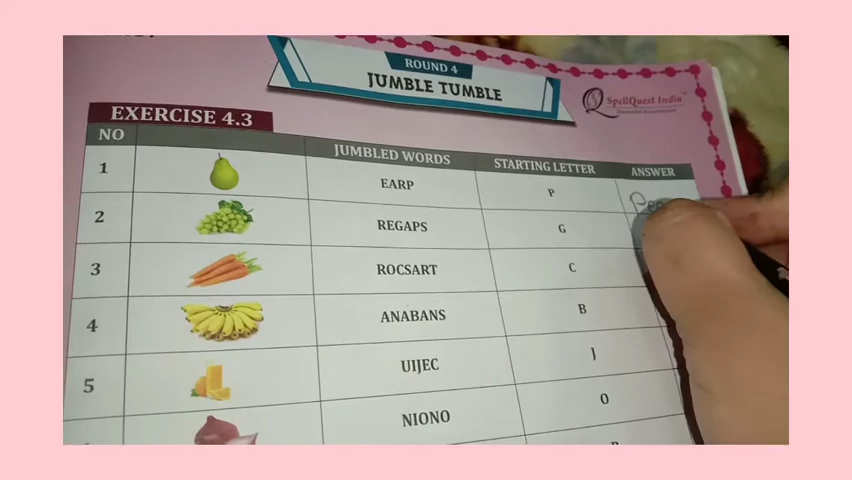 ROUND 4
JUMBLE TUMBLE
SpellQuest India
EXERCISE 4.3
NO JUMBLED WORDS STARTING LETTER ANSWER
1 EARP P
2 REGAPS G
3 ROCSART C
4 ANABANS B
5 UIJEC J
NIONO O